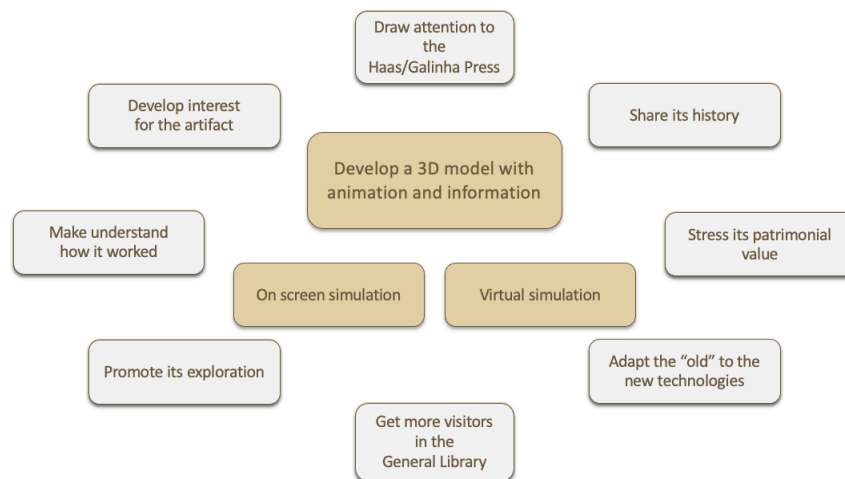 Draw attention to
the
Haas/Galinha Press
Develop interest
for the artifact
Share its history
Develop a 3D model with
animation and information
Make understand
how it worked
Stress its patrimonial
value
On screen simulation
Virtual simulation
Promote its exploration
Adapt the “old” to the
new technologies
Get more visitors
in the
General Library